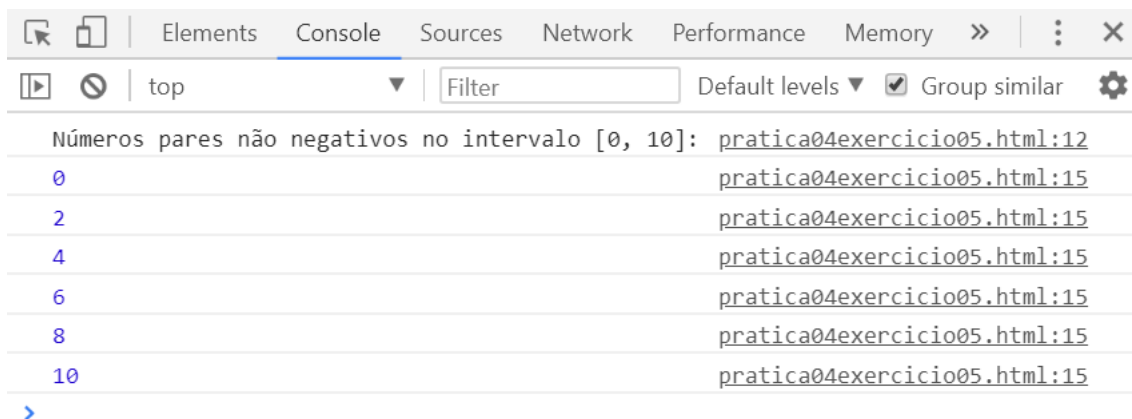 Elements Console Sources Network Performance Memory »
top ▼ Filter Default levels ▼ Group similar
Números pares não negativos no intervalo [0, 10]: pratica04exercicio05.html:12
0 pratica04exercicio05.html:15
2 pratica04exercicio05.html:15
4 pratica04exercicio05.html:15
6 pratica04exercicio05.html:15
8 pratica04exercicio05.html:15
10 pratica04exercicio05.html:15
>